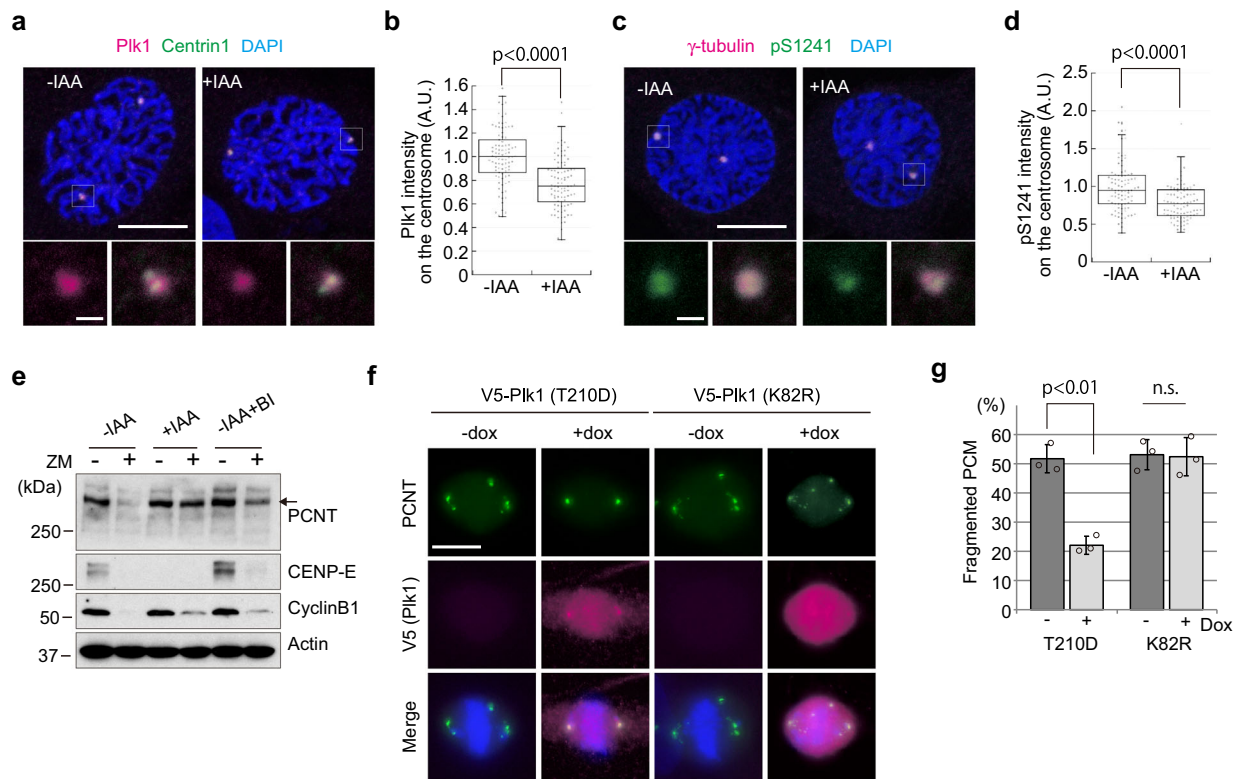 a
Plk1 Centrin1 DAPI
-IAA
+IAA
b
p<0.0001
Plk1 intensity
on the centrosome (A.U.)
1.6
1.4
1.2
1.0
0.8
0.6
0.4
0.2
0
-IAA +IAA
c
γ-tubulin pS1241 DAPI
-IAA
+IAA
d
p<0.0001
pS1241 intensity
on the centrosome (A.U.)
2.5
2.0
1.5
1.0
0.5
0.0
-IAA +IAA
e
-IAA +IAA -IAA+BI
ZM - + - + - +
(kDa)
PCNT
250
CENP-E
250
CyclinB1
50
Actin
37
f
V5-Plk1 (T210D) V5-Plk1 (K82R)
-dox +dox -dox +dox
PCNT
V5 (Plk1)
Merge
g
p<0.01 n.s.
(%)
Fragmented PCM
60
50
40
30
20
10
0
- + - + Dox
T210D K82R